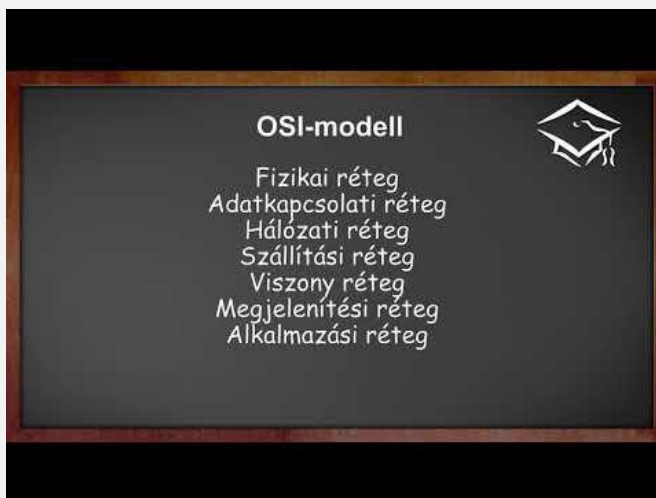 OSI-modell
Fizikai réteg
Adatkapcsolati réteg
Hálózati réteg
Szállítási réteg
Viszony réteg
Megjelenítési réteg
Alkalmazási réteg